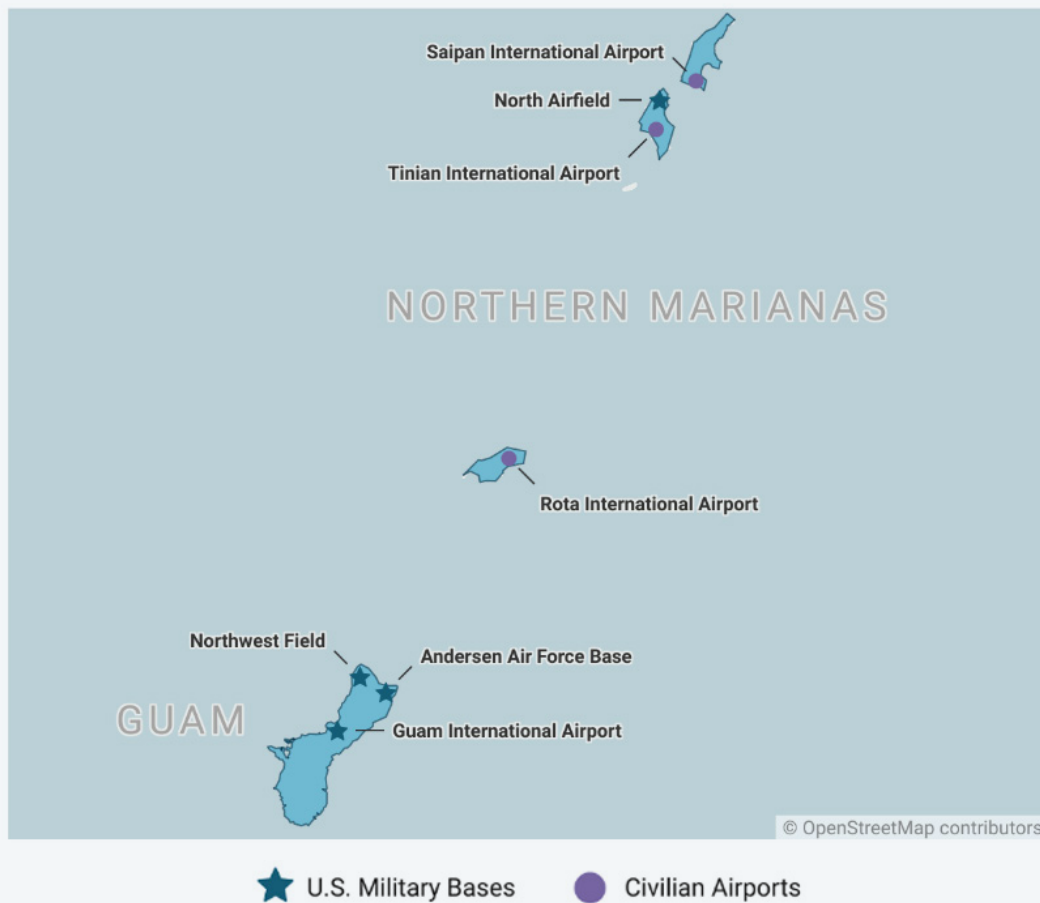 Saipan International Airport
North Airfield
Tinian International Airport
NORTHERN MARIANAS
Rota International Airport
Northwest Field
Andersen Air Force Base
GUAM
Guam International Airport
© OpenStreetMap contributors
U.S. Military Bases
Civilian Airports